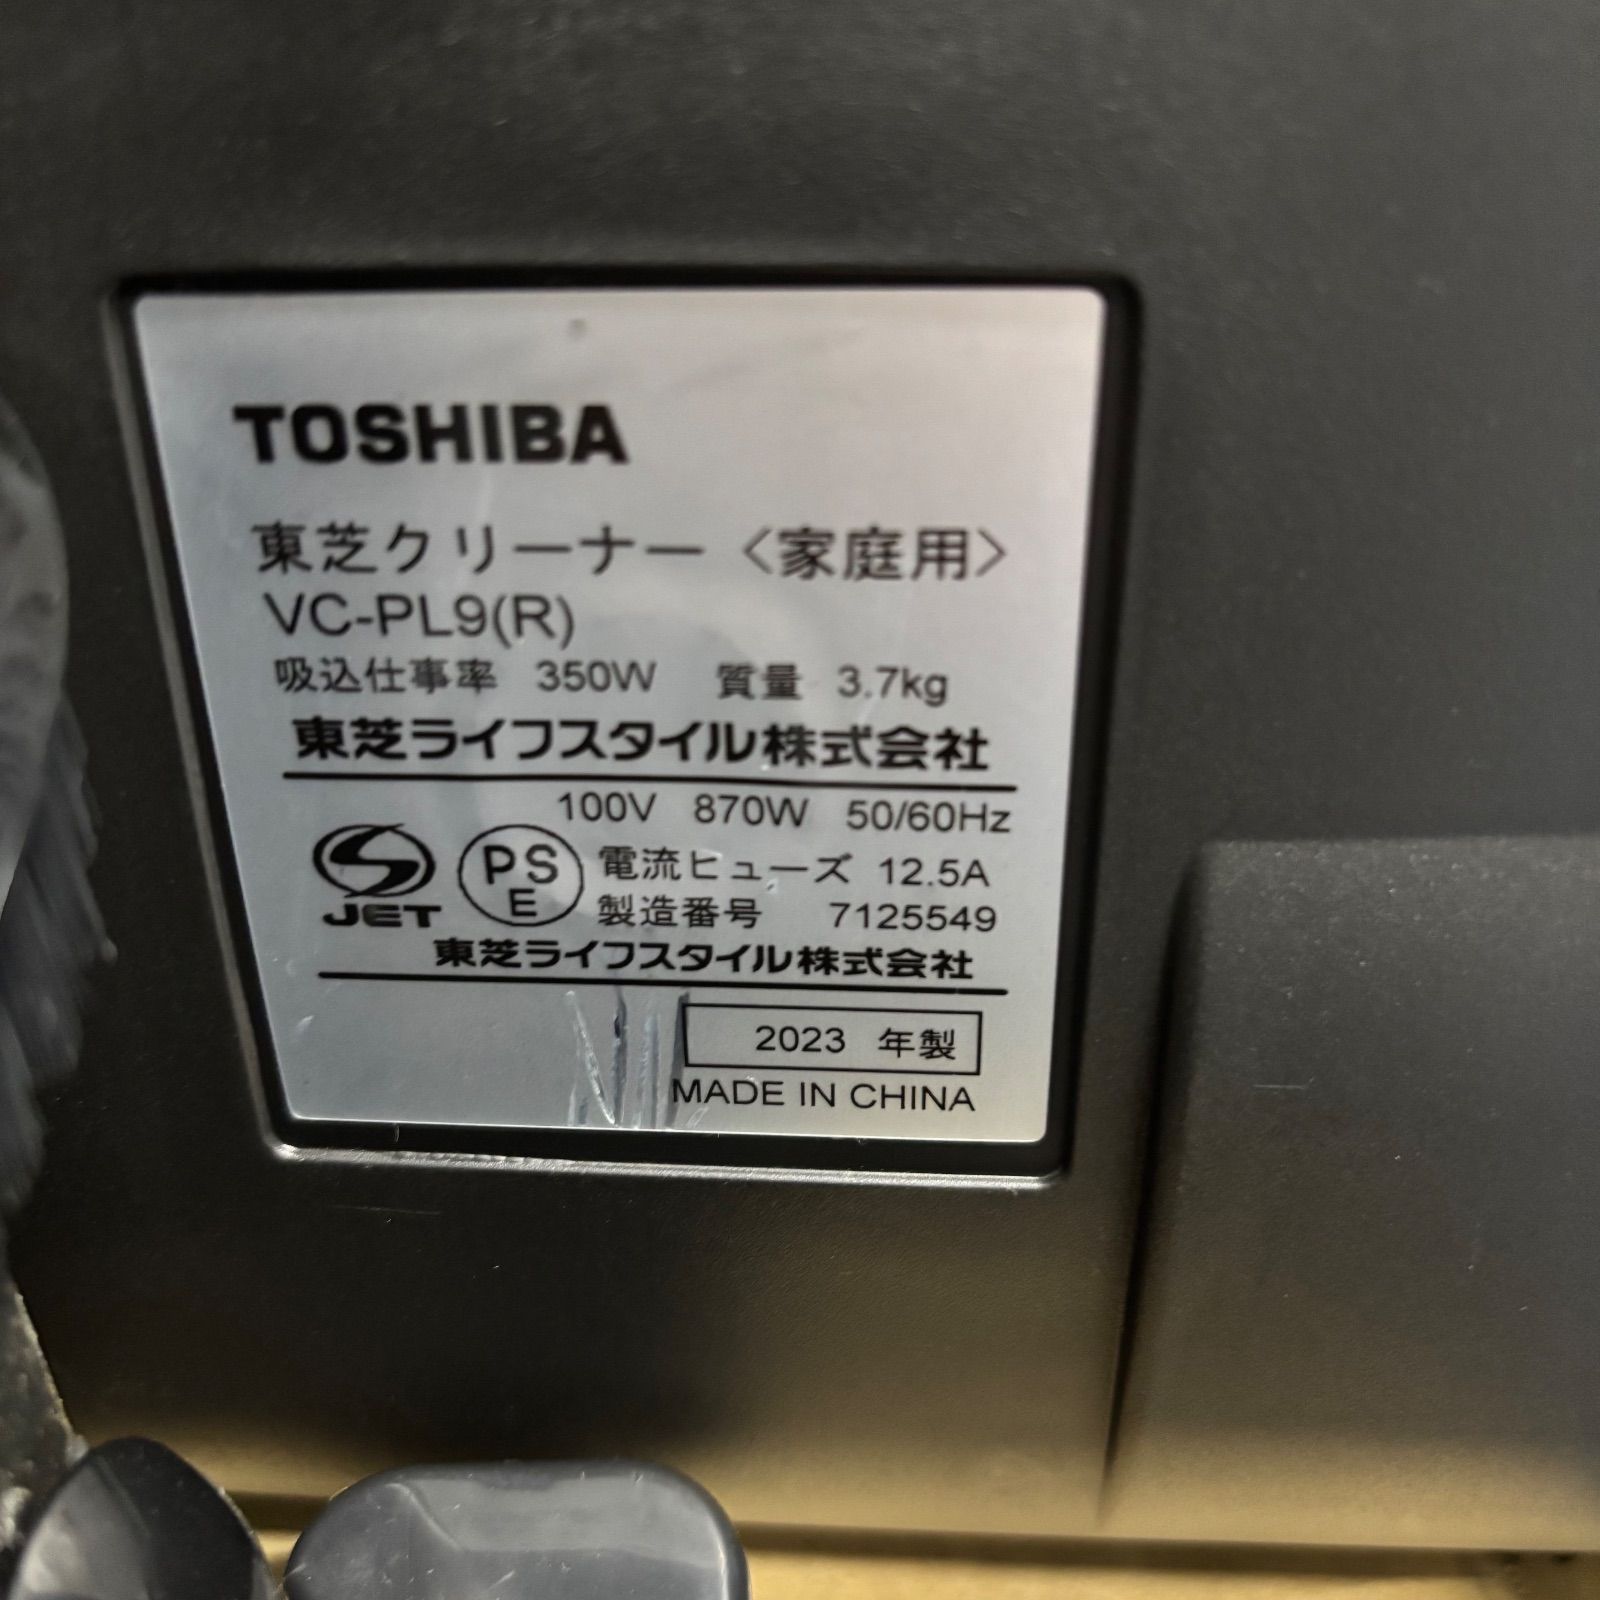 TOSHIBA
東芝クリーナー〈家庭用〉
VC-PL9(R)
吸込仕事率 350W 質量 3.7kg
東芝ライフスタイル株式会社
100V 870W 50/60Hz
JET
PS
E
電流ヒューズ 12.5A
製造番号 7125549
東芝ライフスタイル株式会社
2023 年製
MADE IN CHINA